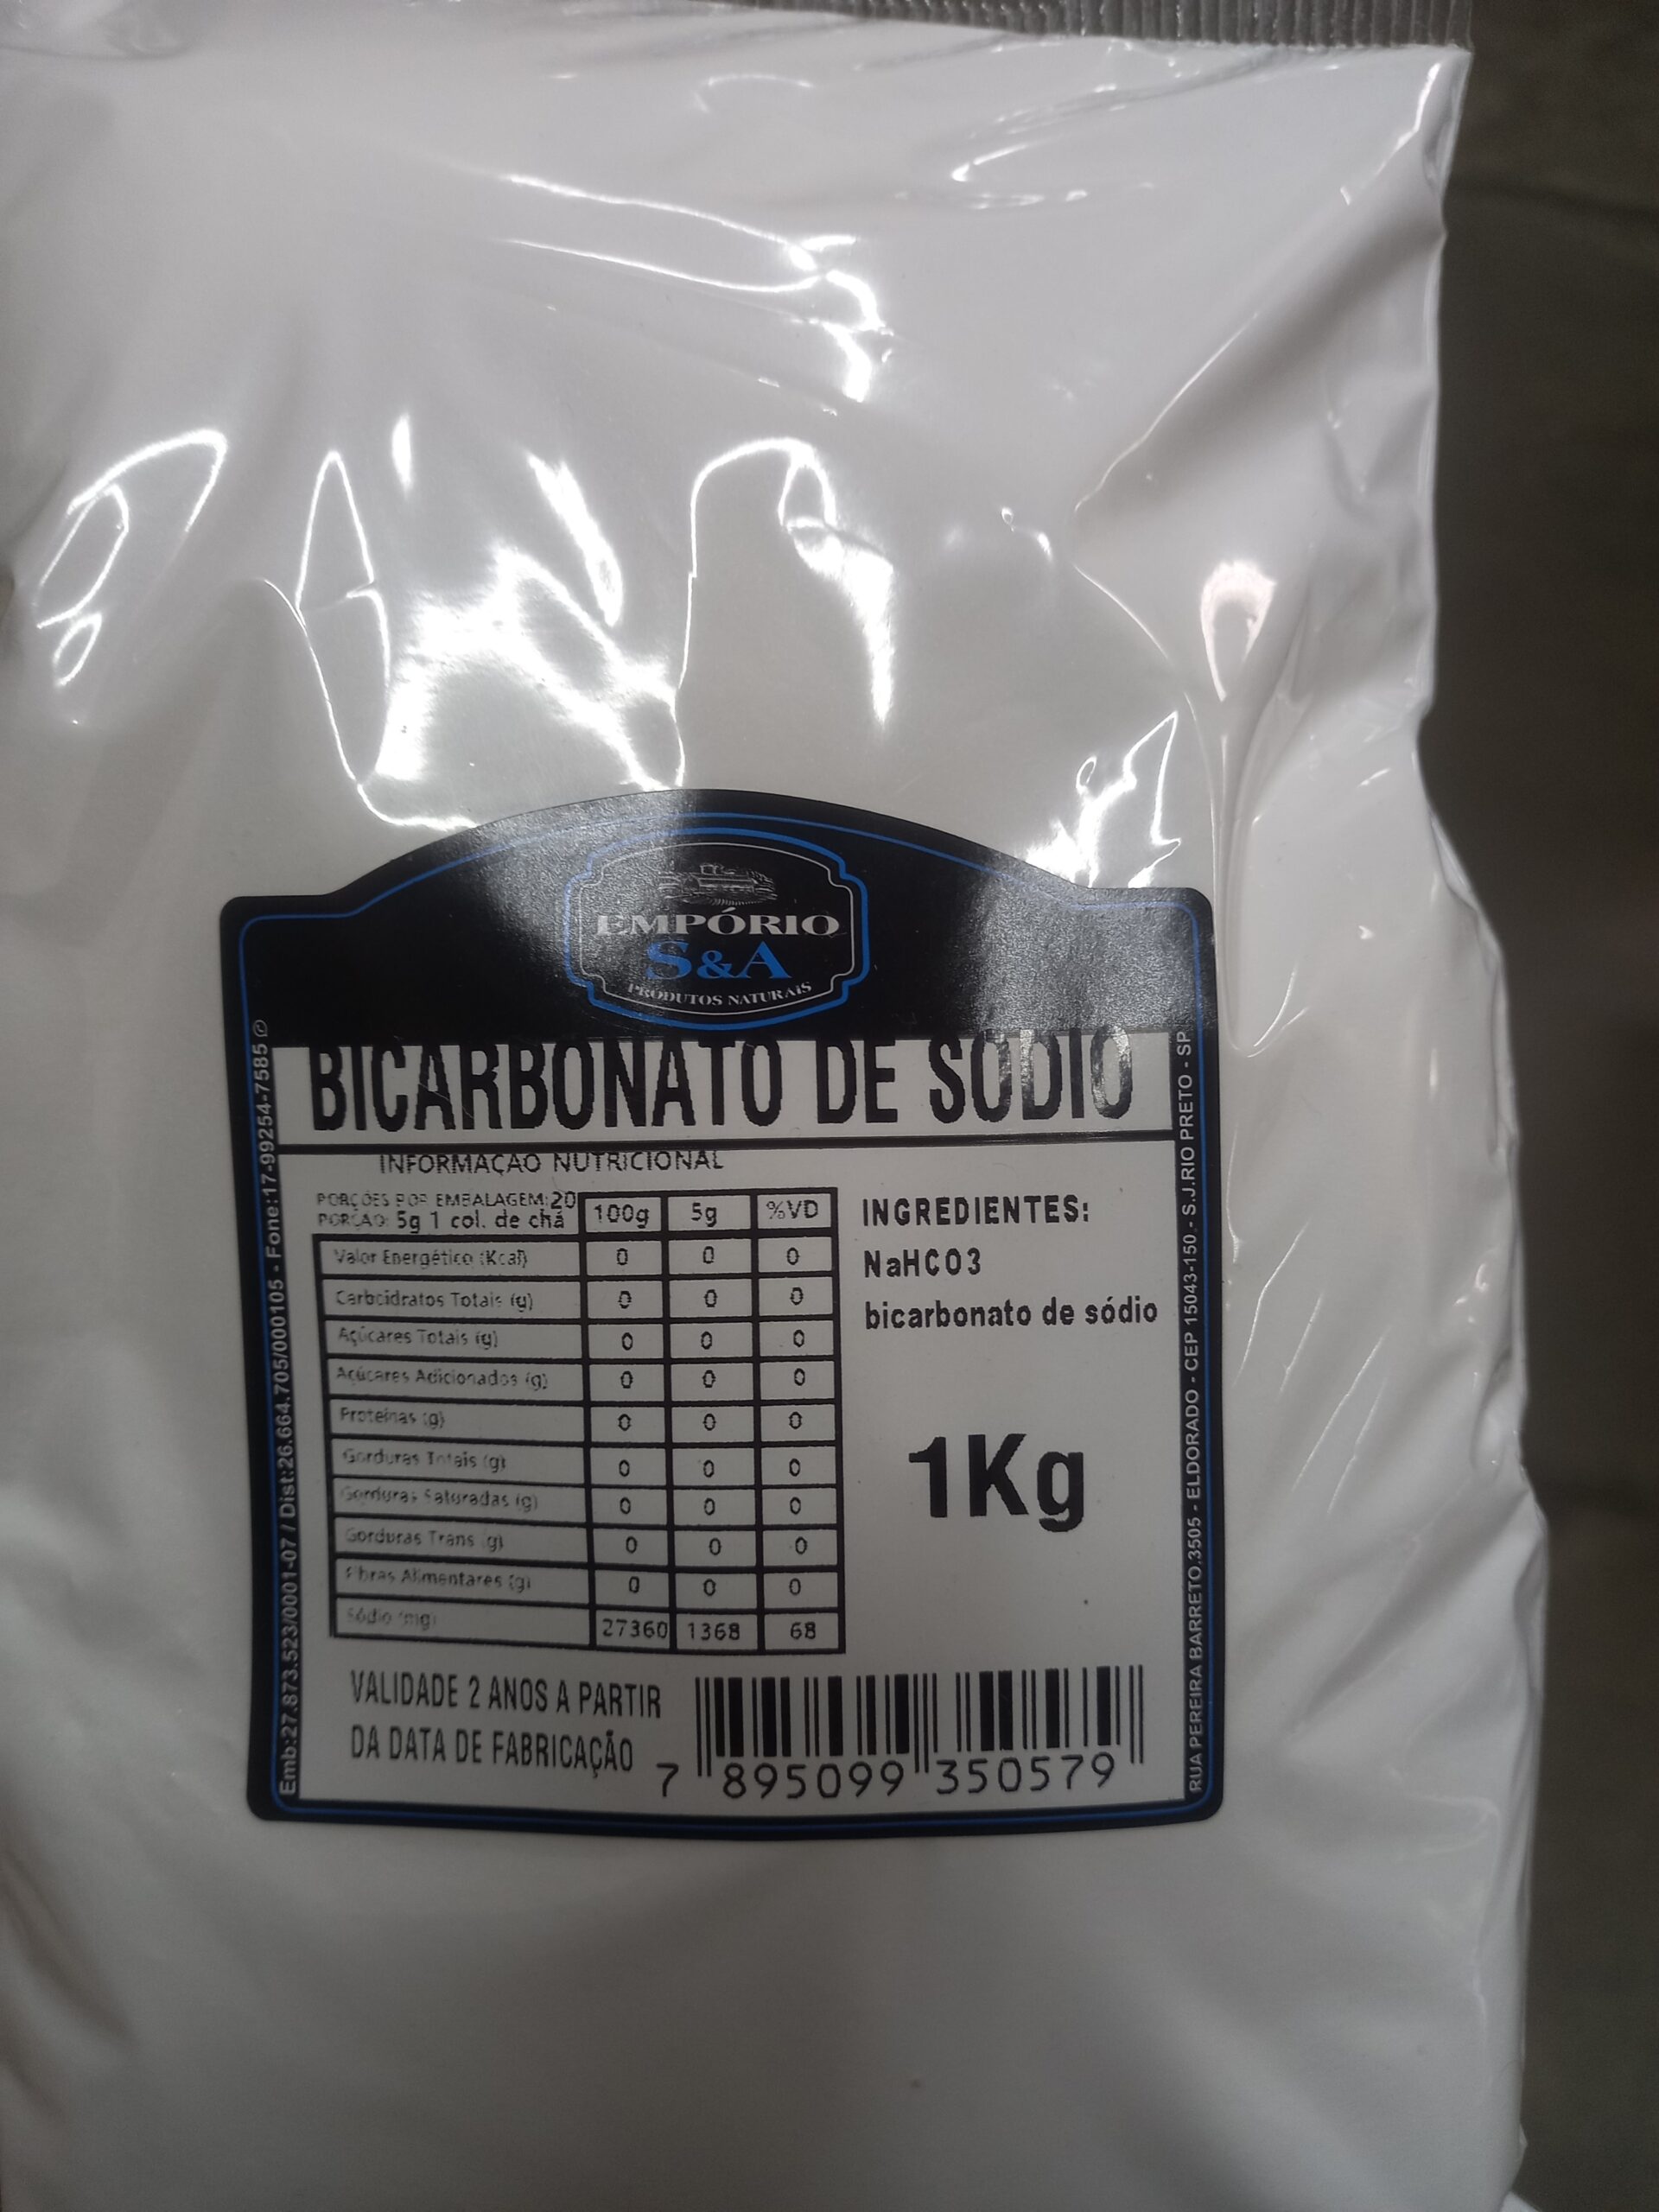 EMPÓRIO
S&A
PRODUTOS NATURAIS
BICARBONATO DE SÓDIO
INFORMAÇÃO NUTRICIONAL
PORÇÕES POR EMBALAGEM:20
PORÇÃO: 5g 1 col. de chá 100g 5g %VD
Valor Energético (Kcal) 0 0 0
Carboidratos Totais (g) 0 0 0
Açúcares Totais (g) 0 0 0
Açúcares Adicionados (g) 0 0 0
Proteínas (g) 0 0 0
Gorduras Totais (g) 0 0 0
Gorduras Saturadas (g) 0 0 0
Gorduras Trans (g) 0 0 0
Fibras Alimentares (g) 0 0 0
Sódio (mg) 27360 1368 68
INGREDIENTES:
NaHCO3
bicarbonato de sódio
1Kg
VALIDADE 2 ANOS A PARTIR
DA DATA DE FABRICAÇÃO
7 895099 350579
Emb:27.873.523/0001-07 / Dist:26.664.705/000105 - Fone:17-99254-7585
RUA PEREIRA BARRETO.3505 - ELDORADO - CEP 15043-150 - S.J.RIO PRETO - SP